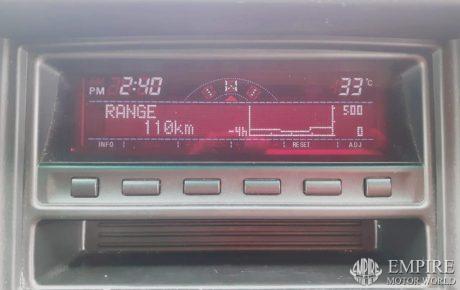 PM 2:40 W 33°C
RANGE 500
110km -4h 0
INFO RESET ADJ
EMPIRE
MOTOR WORLD